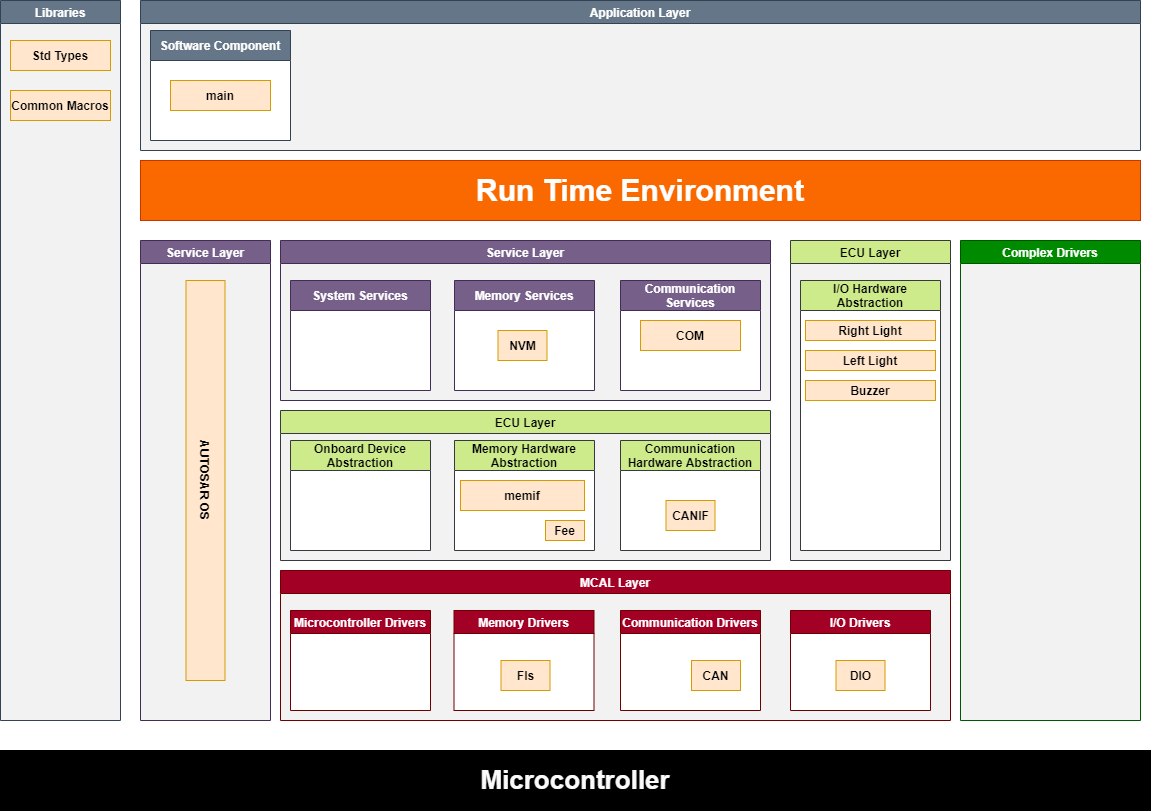 Libraries
Std Types
Common Macros
Application Layer
Software Component
main
Run Time Environment
Service Layer
AUTOSAR OS
Service Layer
System Services
Memory Services
NVM
Communication
Services
COM
ECU Layer
Onboard Device
Abstraction
Memory Hardware
Abstraction
memif
Fee
Communication
Hardware Abstraction
CANIF
ECU Layer
I/O Hardware
Abstraction
Right Light
Left Light
Buzzer
Complex Drivers
MCAL Layer
Microcontroller Drivers
Memory Drivers
Fls
Communication Drivers
CAN
I/O Drivers
DIO
Microcontroller